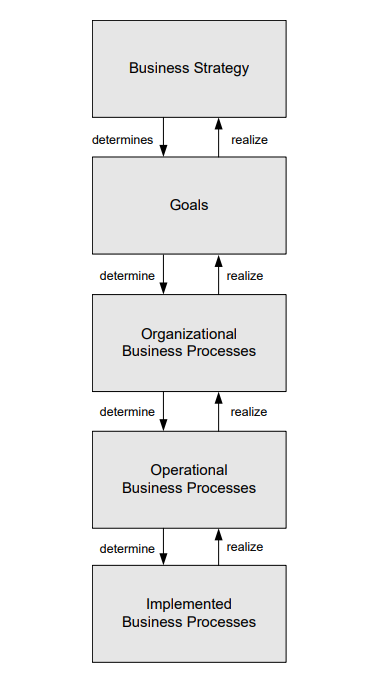 Business Strategy
determines
realize
Goals
determine
realize
Organizational
Business Processes
determine
realize
Operational
Business Processes
determine
realize
Implemented
Business Processes